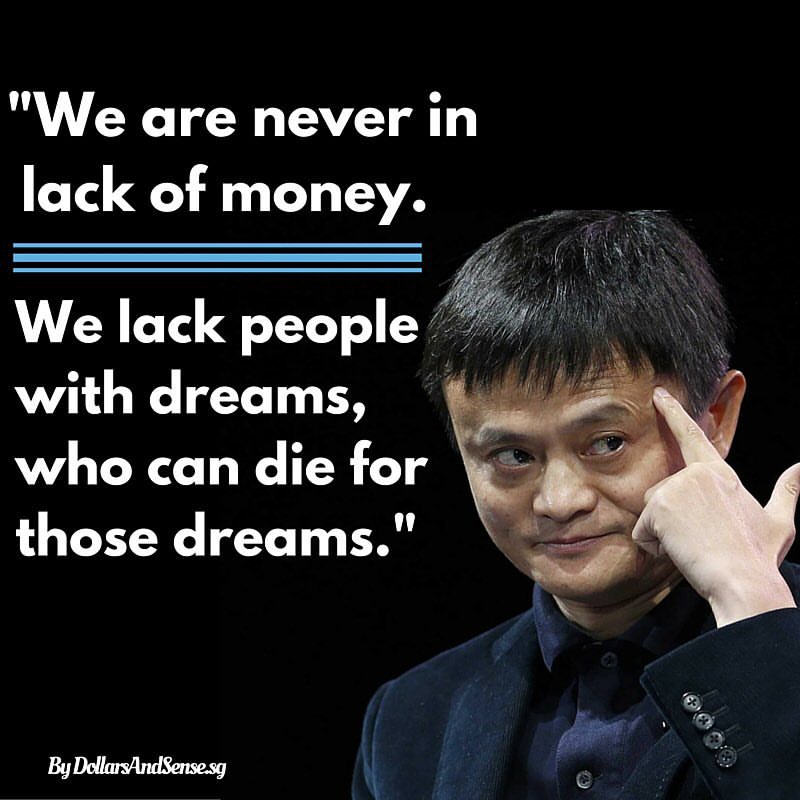 "We are never in
lack of money.
We lack people
with dreams,
who can die for
those dreams."
By DollarsAndSense.sg